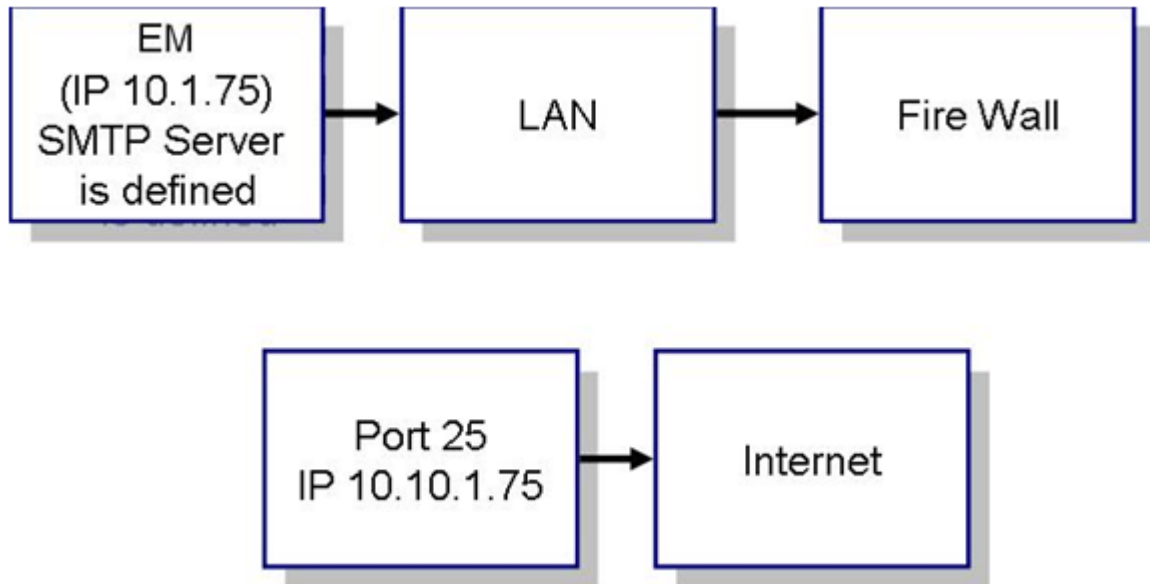 EM
(IP 10.1.75)
SMTP Server
is defined
LAN
Fire Wall
Port 25
IP 10.10.1.75
Internet